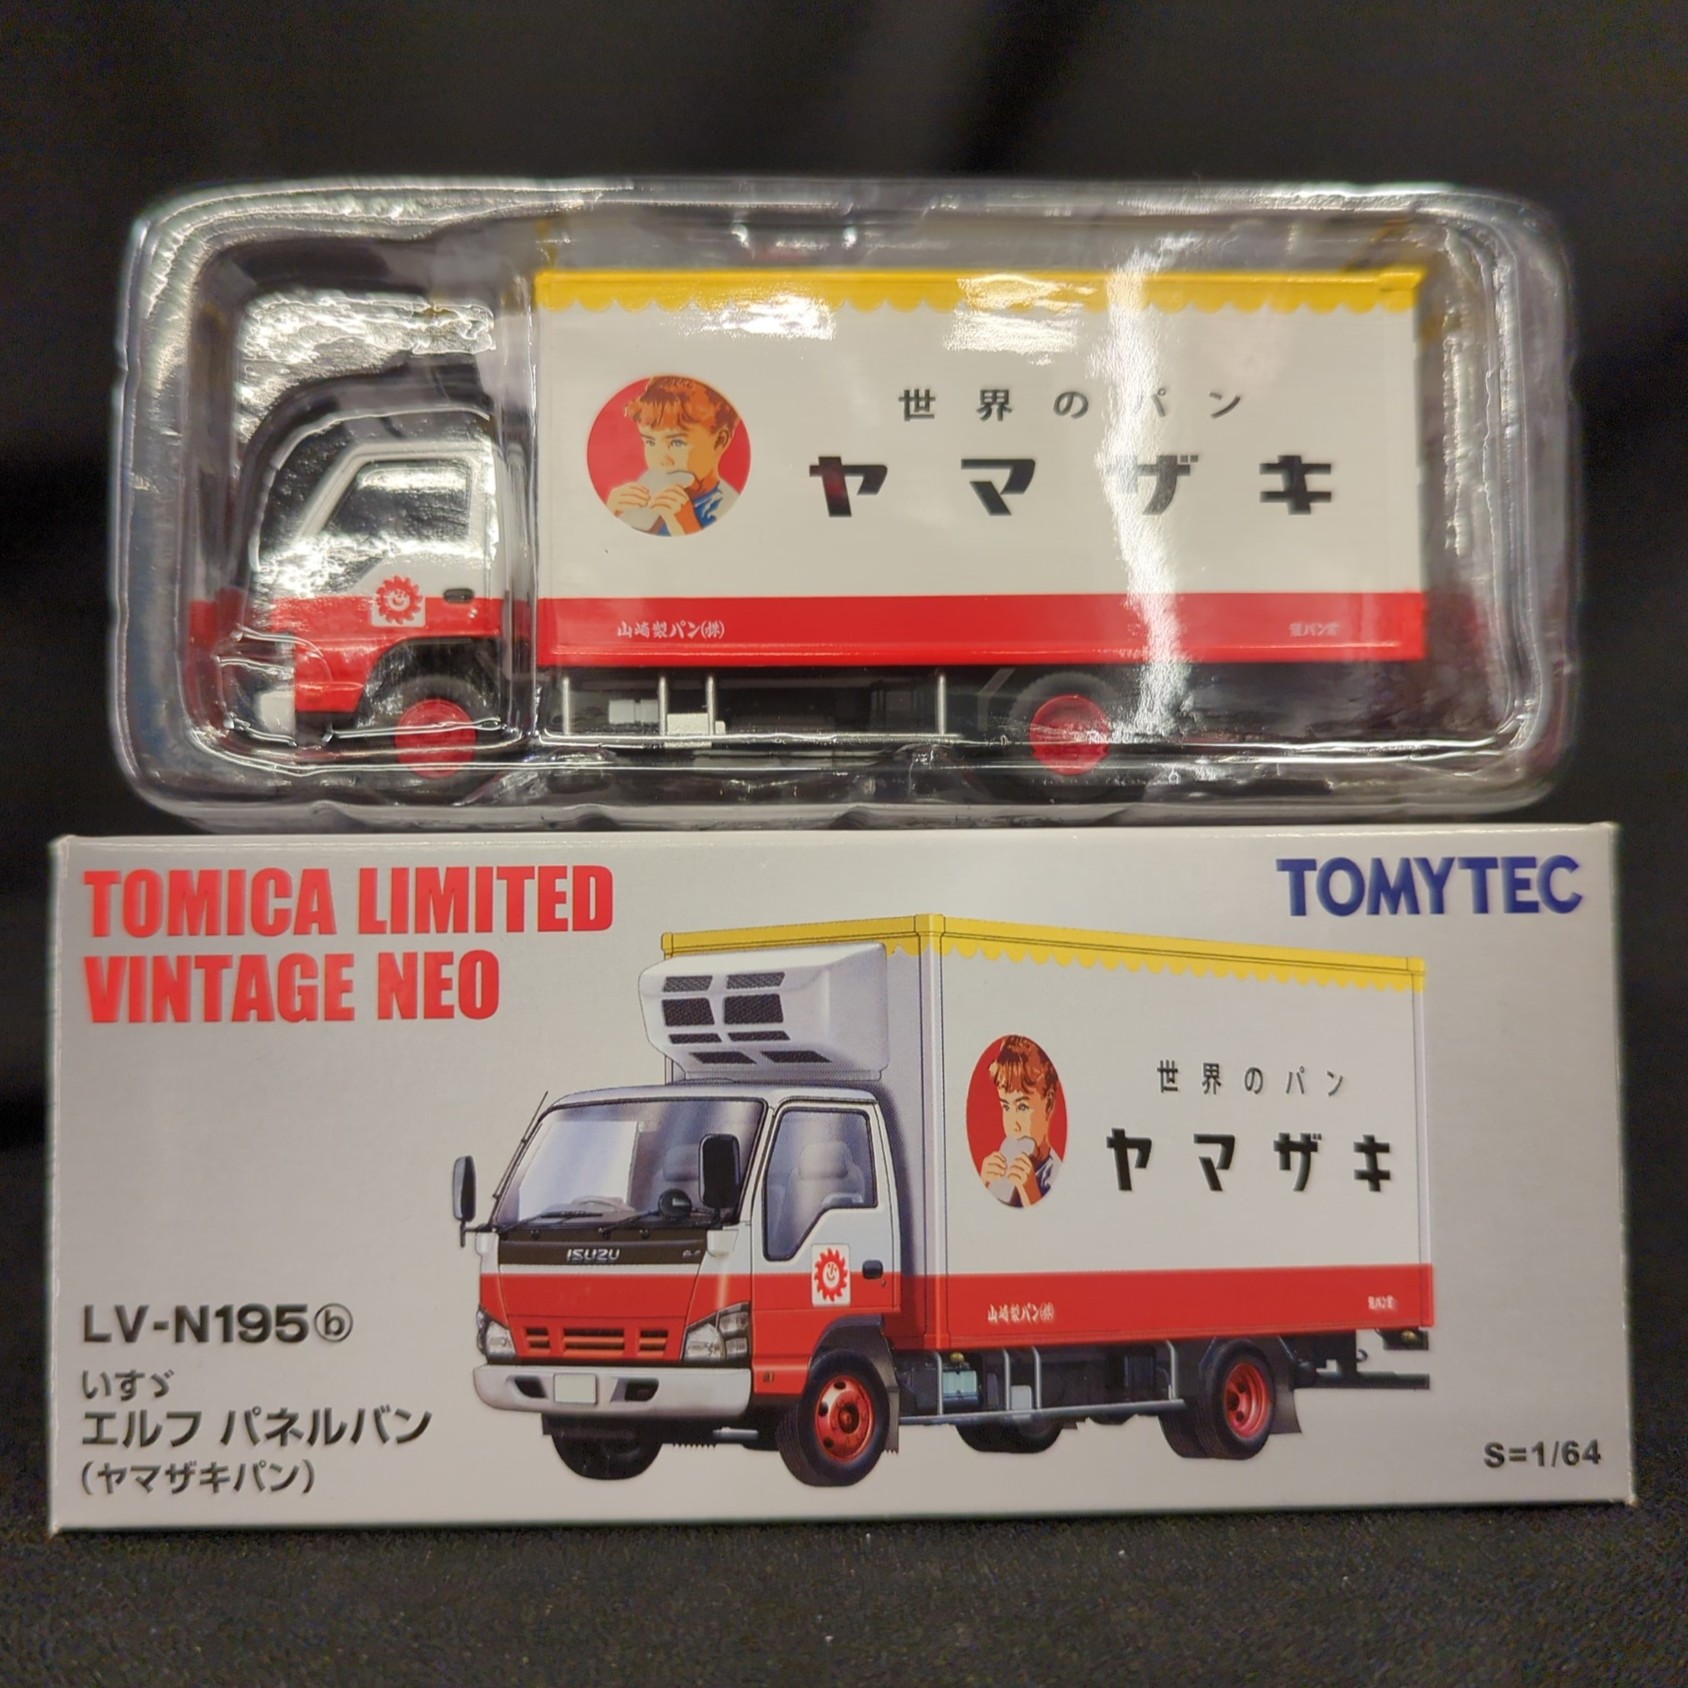 世界のパン
ヤマザキ
山崎製パン(株)
TOMICA LIMITED
VINTAGE NEO
TOMYTEC
世界のパン
ヤマザキ
ISUZU
山崎製パン(株)
LV-N195ⓑ
いすゞ
エルフ パネルバン
(ヤマザキパン)
S=1/64